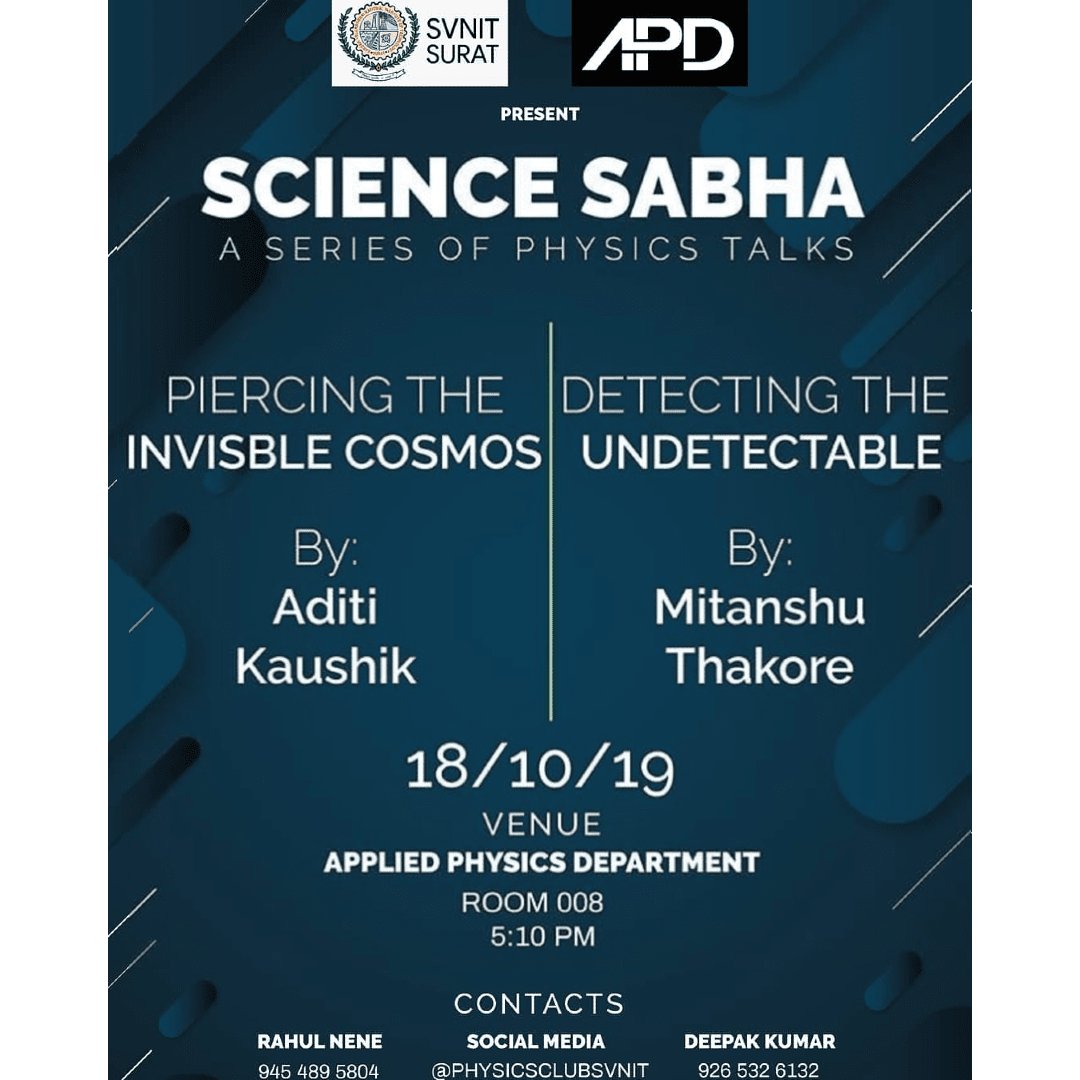 SVNIT
SURAT
APD
PRESENT
SCIENCE SABHA
A SERIES OF PHYSICS TALKS
PIERCING THE
INVISBLE COSMOS
By:
Aditi
Kaushik
DETECTING THE
UNDETECTABLE
By:
Mitanshu
Thakore
18/10/19
VENUE
APPLIED PHYSICS DEPARTMENT
ROOM 008
5:10 PM
CONTACTS
RAHUL NENE
945 489 5804
SOCIAL MEDIA
@PHYSICSCLUBSVNIT
DEEPAK KUMAR
926 532 6132